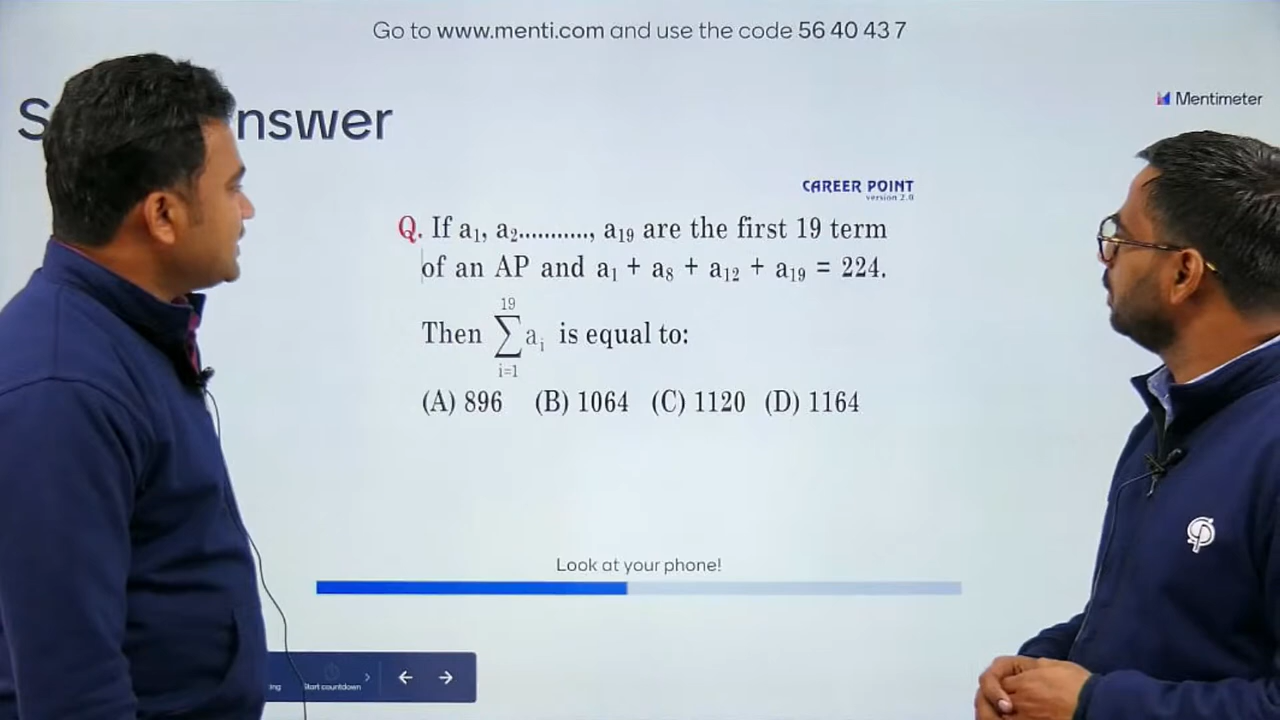 Go to www.menti.com and use the code 56 40 43 7
Mentimeter
CAREER POINT
version 2.0
Q. If a₁, a₂..........., a₁₉ are the first 19 term
of an AP and a₁ + a₈ + a₁₂ + a₁₉ = 224.
Then ∑_{i=1}^{19} aᵢ is equal to:
(A) 896 (B) 1064 (C) 1120 (D) 1164
Look at your phone!
Start countdown